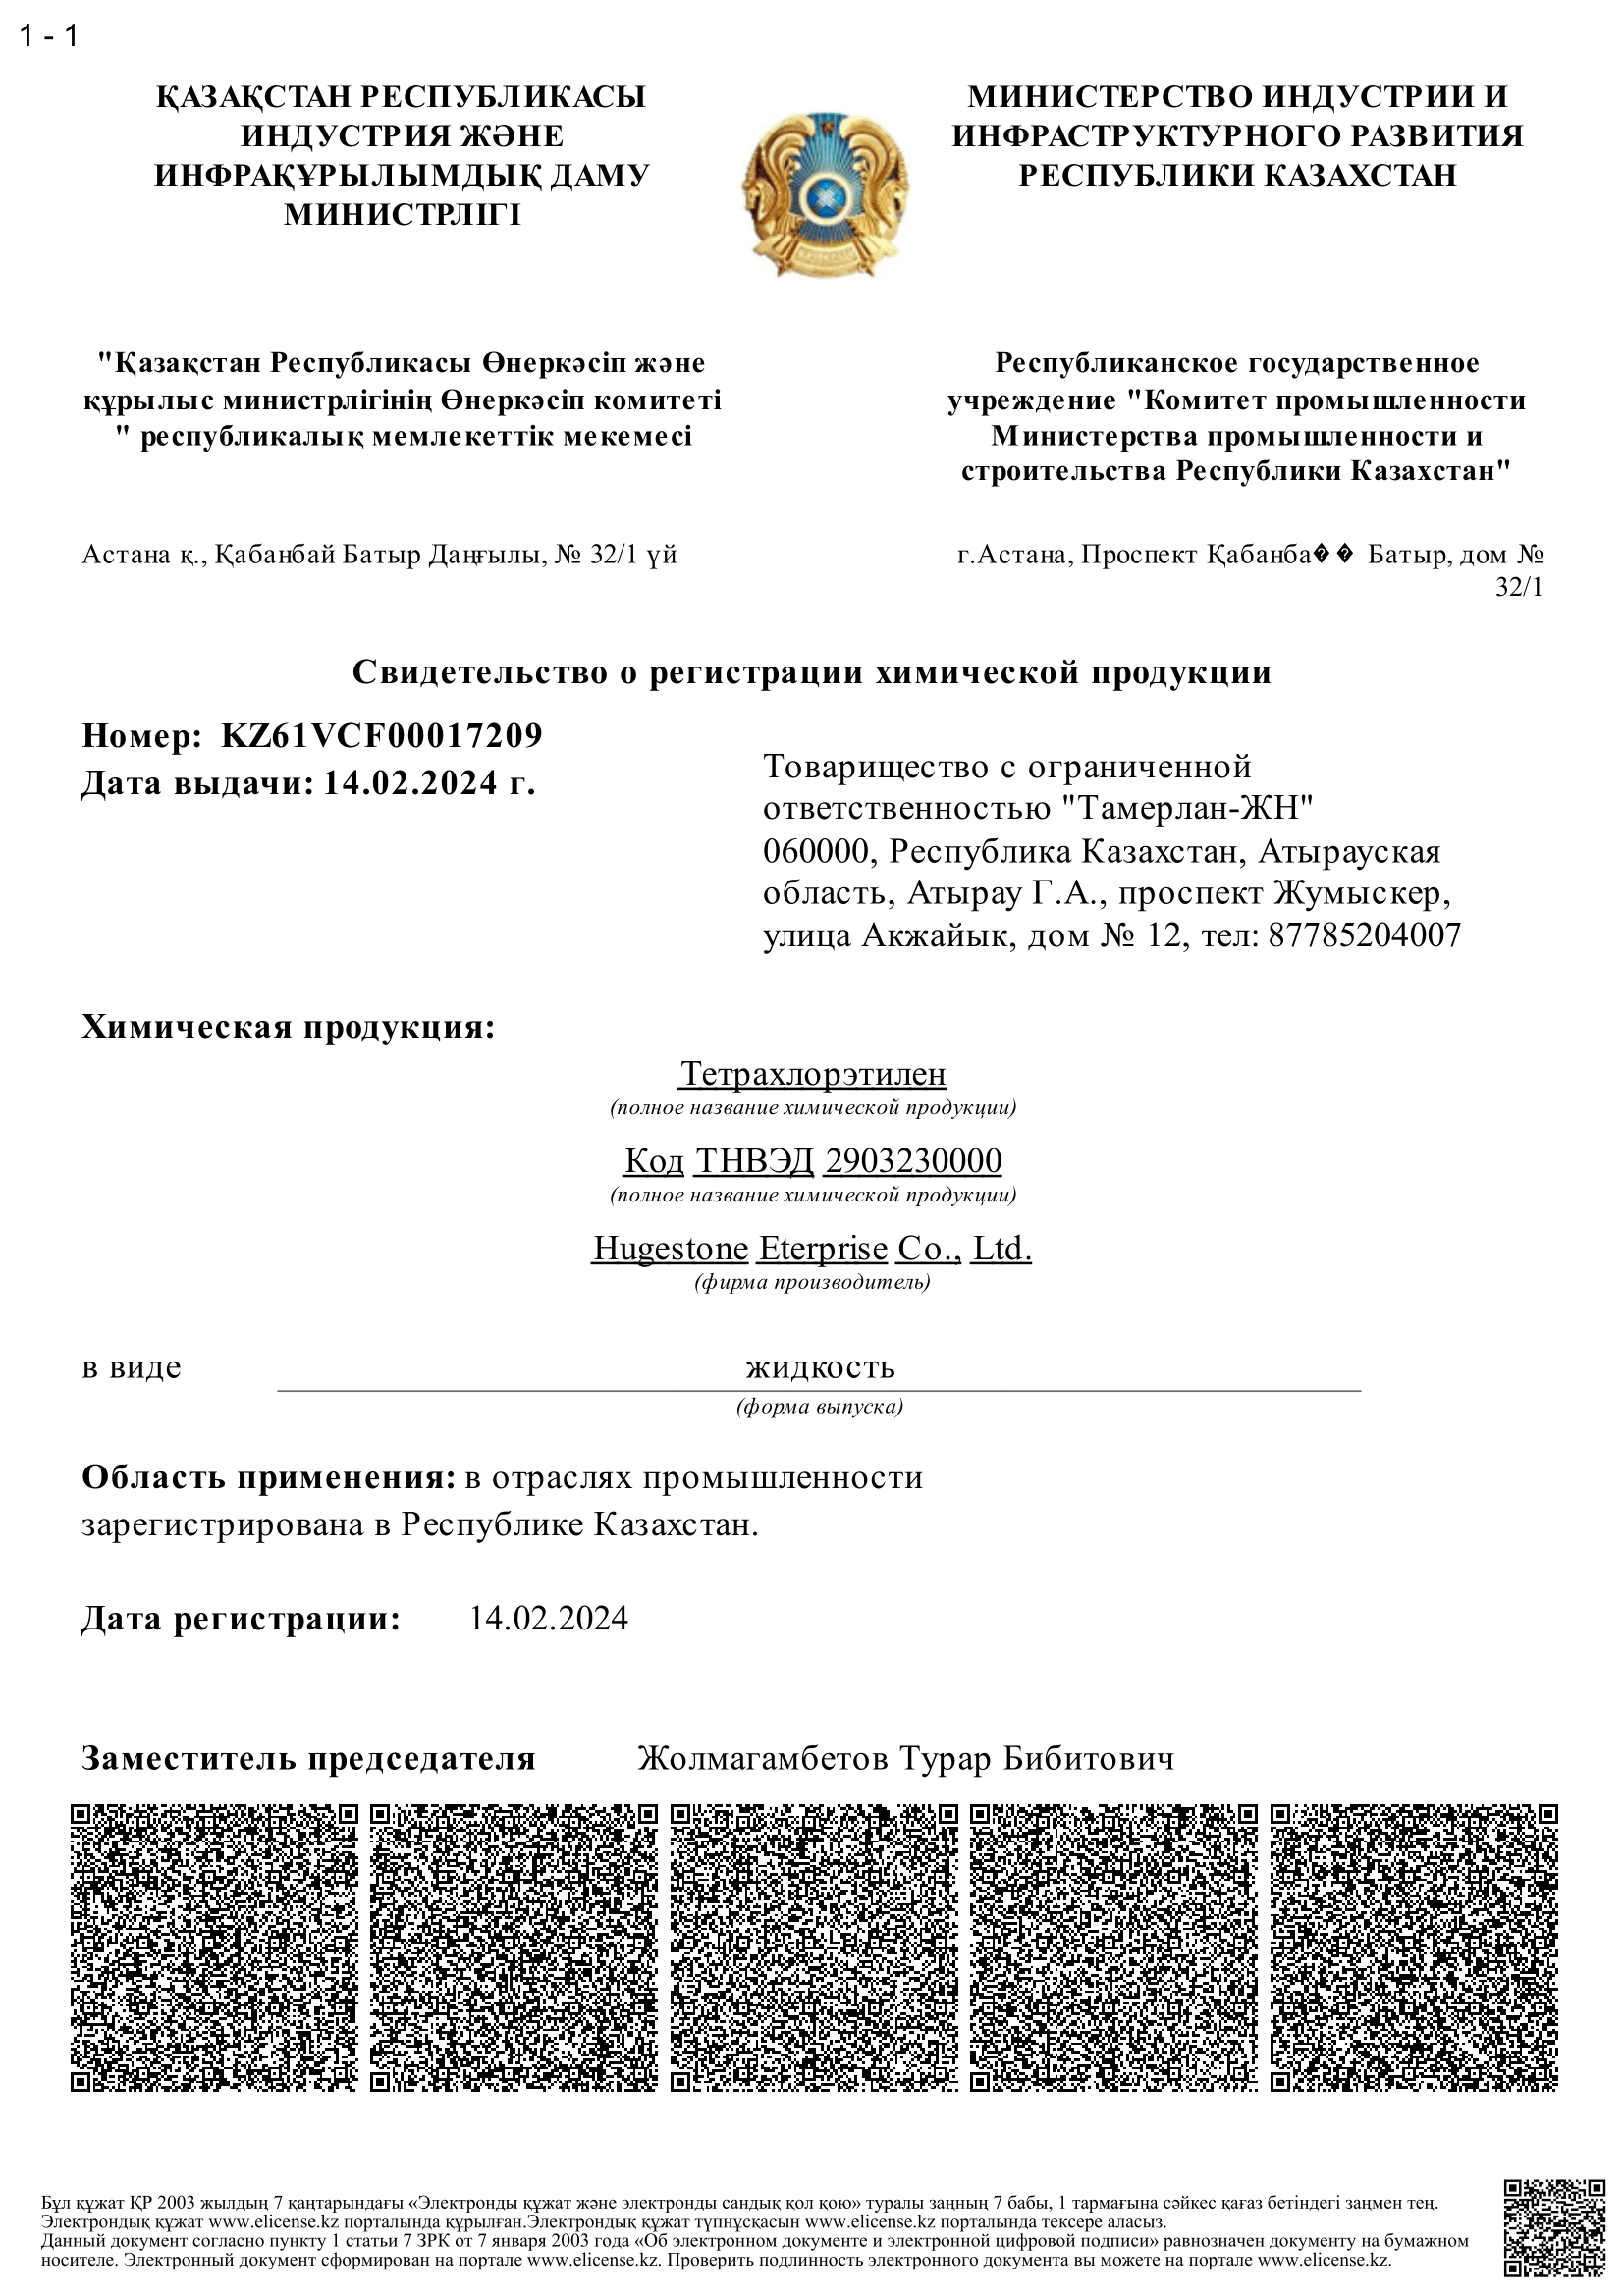 1 - 1
ҚАЗАҚСТАН РЕСПУБЛИКАСЫ
ИНДУСТРИЯ ЖӘНЕ
ИНФРАҚҰРЫЛЫМДЫҚ ДАМУ
МИНИСТРЛІГІ
МИНИСТЕРСТВО ИНДУСТРИИ И
ИНФРАСТРУКТУРНОГО РАЗВИТИЯ
РЕСПУБЛИКИ КАЗАХСТАН
"Қазақстан Республикасы Өнеркәсіп және
құрылыс министрлігінің Өнеркәсіп комитеті
" республикалық мемлекеттік мекемесі
Республиканское государственное
учреждение "Комитет промышленности
Министерства промышленности и
строительства Республики Казахстан"
Астана қ., Қабанбай Батыр Даңғылы, № 32/1 үй
г.Астана, Проспект Қабанба�� Батыр, дом №
32/1
Свидетельство о регистрации химической продукции
Номер: KZ61VCF00017209
Дата выдачи: 14.02.2024 г.
Товарищество с ограниченной
ответственностью "Тамерлан-ЖН"
060000, Республика Казахстан, Атырауская
область, Атырау Г.А., проспект Жумыскер,
улица Акжайык, дом № 12, тел: 87785204007
Химическая продукция:
Тетрахлорэтилен
(полное название химической продукции)
Код ТНВЭД 2903230000
(полное название химической продукции)
Hugestone Eterprise Co., Ltd.
(фирма производитель)
в виде жидкость
(форма выпуска)
Область применения: в отраслях промышленности
зарегистрирована в Республике Казахстан.
Дата регистрации: 14.02.2024
Заместитель председателя Жолмагамбетов Турар Бибитович
Бұл құжат ҚР 2003 жылдың 7 қаңтарындағы «Электронды құжат және электронды сандық қол қою» туралы заңның 7 бабы, 1 тармағына сәйкес қағаз бетіндегі заңмен тең.
Электрондық құжат www.elicense.kz порталында құрылған.Электрондық құжат түпнұсқасын www.elicense.kz порталында тексере аласыз.
Данный документ согласно пункту 1 статьи 7 ЗРК от 7 января 2003 года «Об электронном документе и электронной цифровой подписи» равнозначен документу на бумажном
носителе. Электронный документ сформирован на портале www.elicense.kz. Проверить подлинность электронного документа вы можете на портале www.elicense.kz.